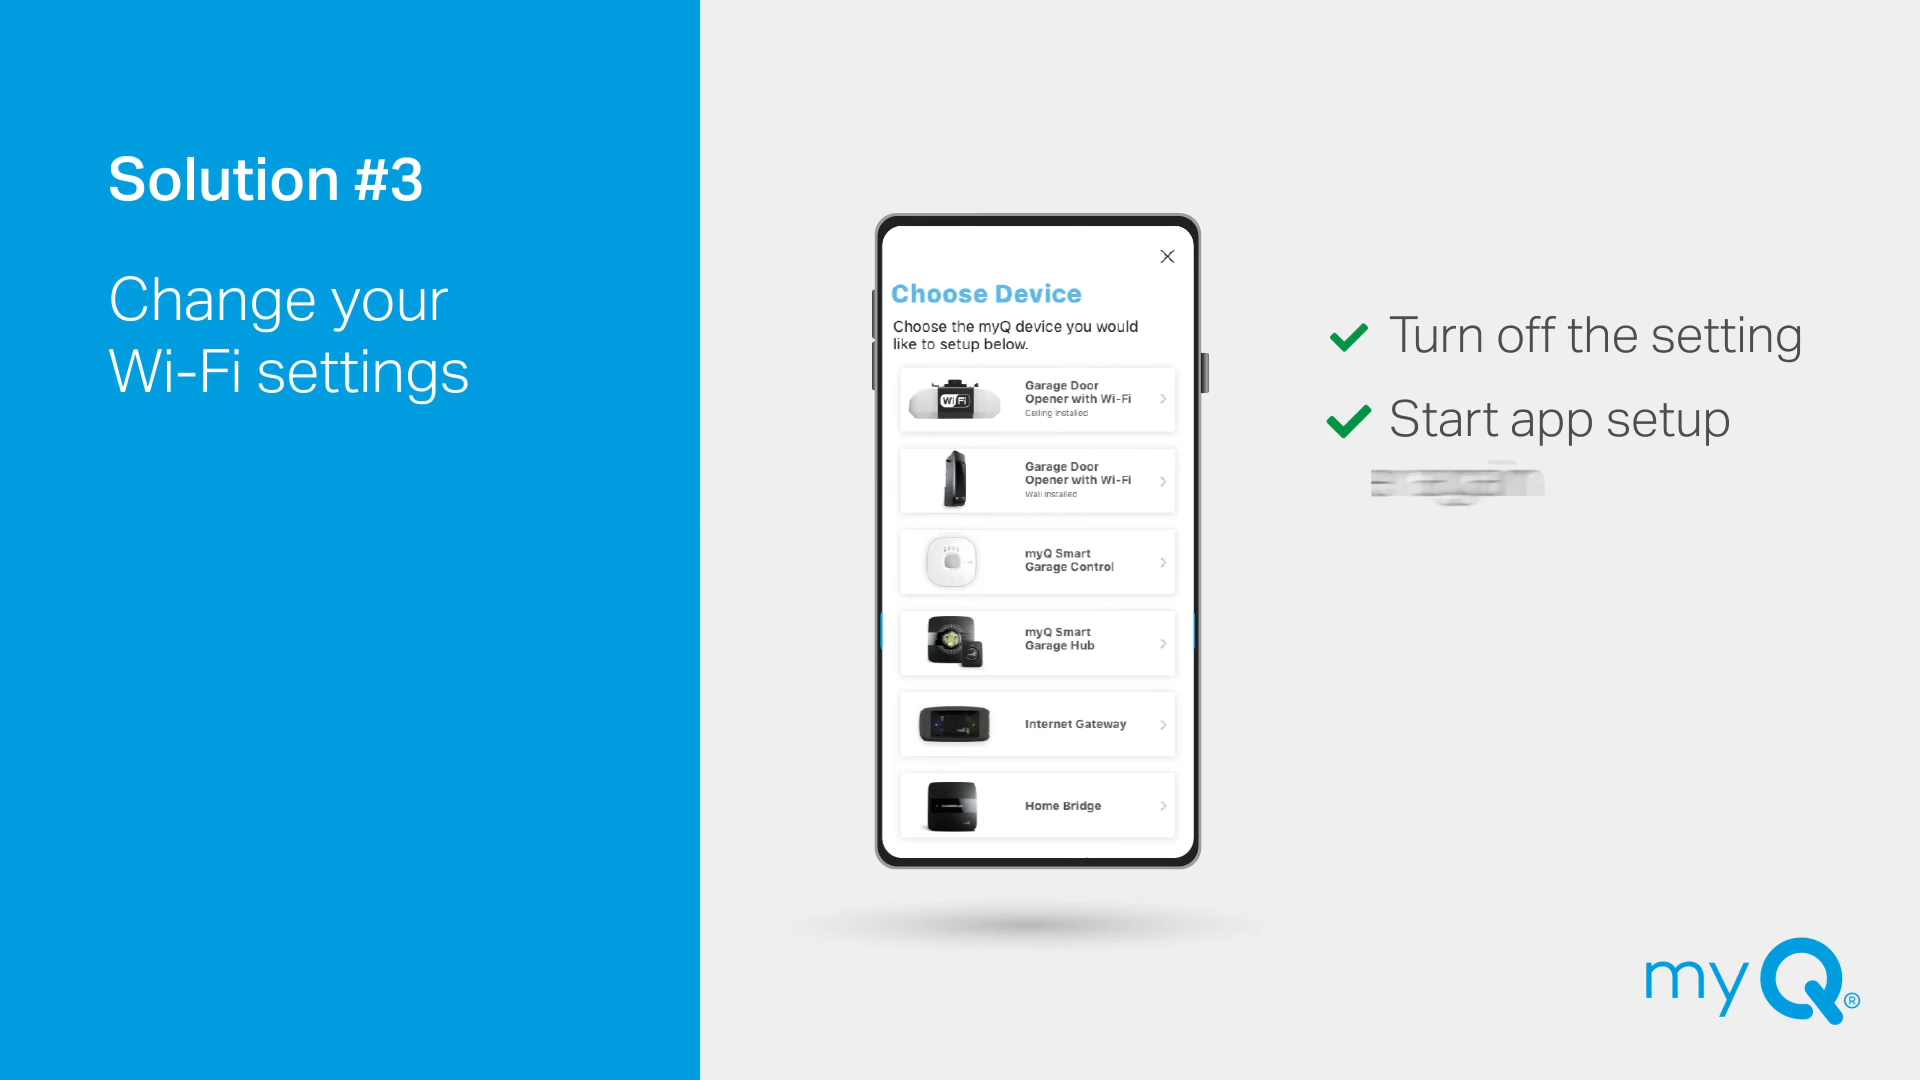 Solution #3
Change your
Wi-Fi settings
Choose Device
Choose the myQ device you would
like to setup below.
WiFi
Garage Door
Opener with Wi-Fi
Ceiling Installed
Garage Door
Opener with Wi-Fi
Wall Installed
myQ Smart
Garage Control
myQ Smart
Garage Hub
Internet Gateway
Home Bridge
Turn off the setting
Start app setup
myQ®